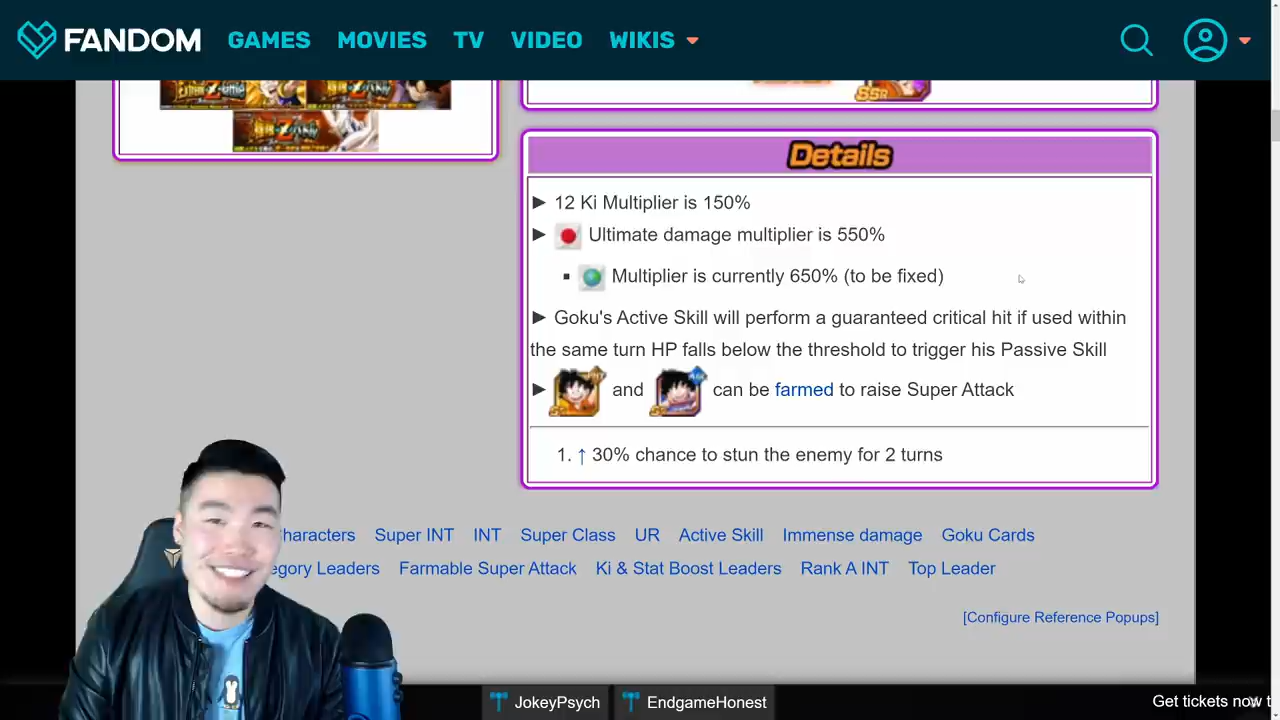 FANDOM GAMES MOVIES TV VIDEO WIKIS
SSR
Details
► 12 Ki Multiplier is 150%
► Ultimate damage multiplier is 550%
▪ Multiplier is currently 650% (to be fixed)
► Goku's Active Skill will perform a guaranteed critical hit if used within
the same turn HP falls below the threshold to trigger his Passive Skill
► and can be farmed to raise Super Attack
1. ↑ 30% chance to stun the enemy for 2 turns
haracters Super INT INT Super Class UR Active Skill Immense damage Goku Cards
egory Leaders Farmable Super Attack Ki & Stat Boost Leaders Rank A INT Top Leader
[Configure Reference Popups]
JokeyPsych EndgameHonest Get tickets now t